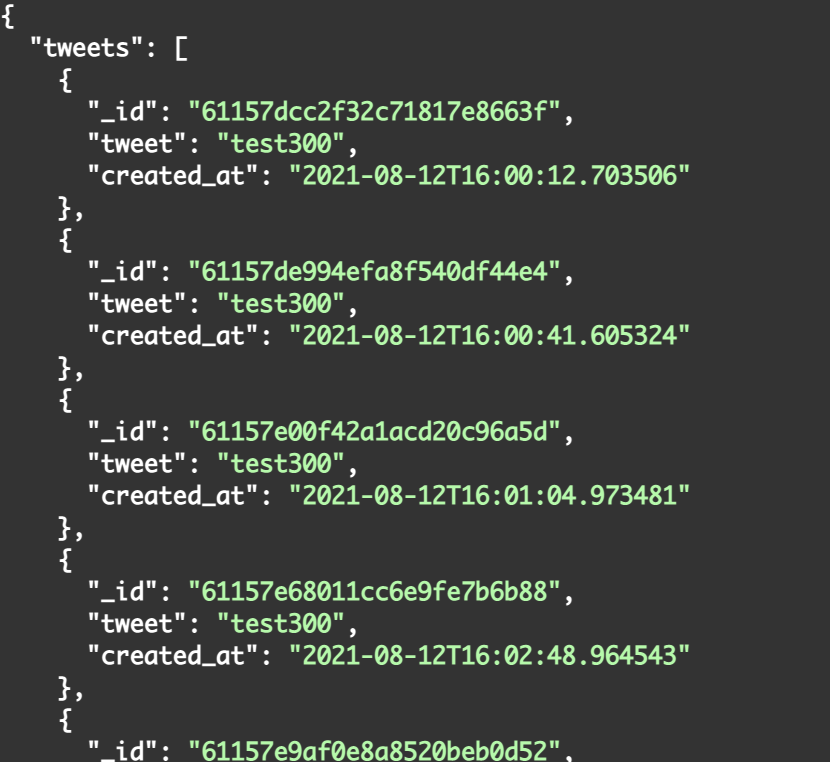 {
"tweets": [
{
"_id": "61157dcc2f32c71817e8663f",
"tweet": "test300",
"created_at": "2021-08-12T16:00:12.703506"
},
{
"_id": "61157de994efa8f540df44e4",
"tweet": "test300",
"created_at": "2021-08-12T16:00:41.605324"
},
{
"_id": "61157e00f42a1acd20c96a5d",
"tweet": "test300",
"created_at": "2021-08-12T16:01:04.973481"
},
{
"_id": "61157e68011cc6e9fe7b6b88",
"tweet": "test300",
"created_at": "2021-08-12T16:02:48.964543"
},
{
"_id": "61157e9af0e8a8520beb0d52",